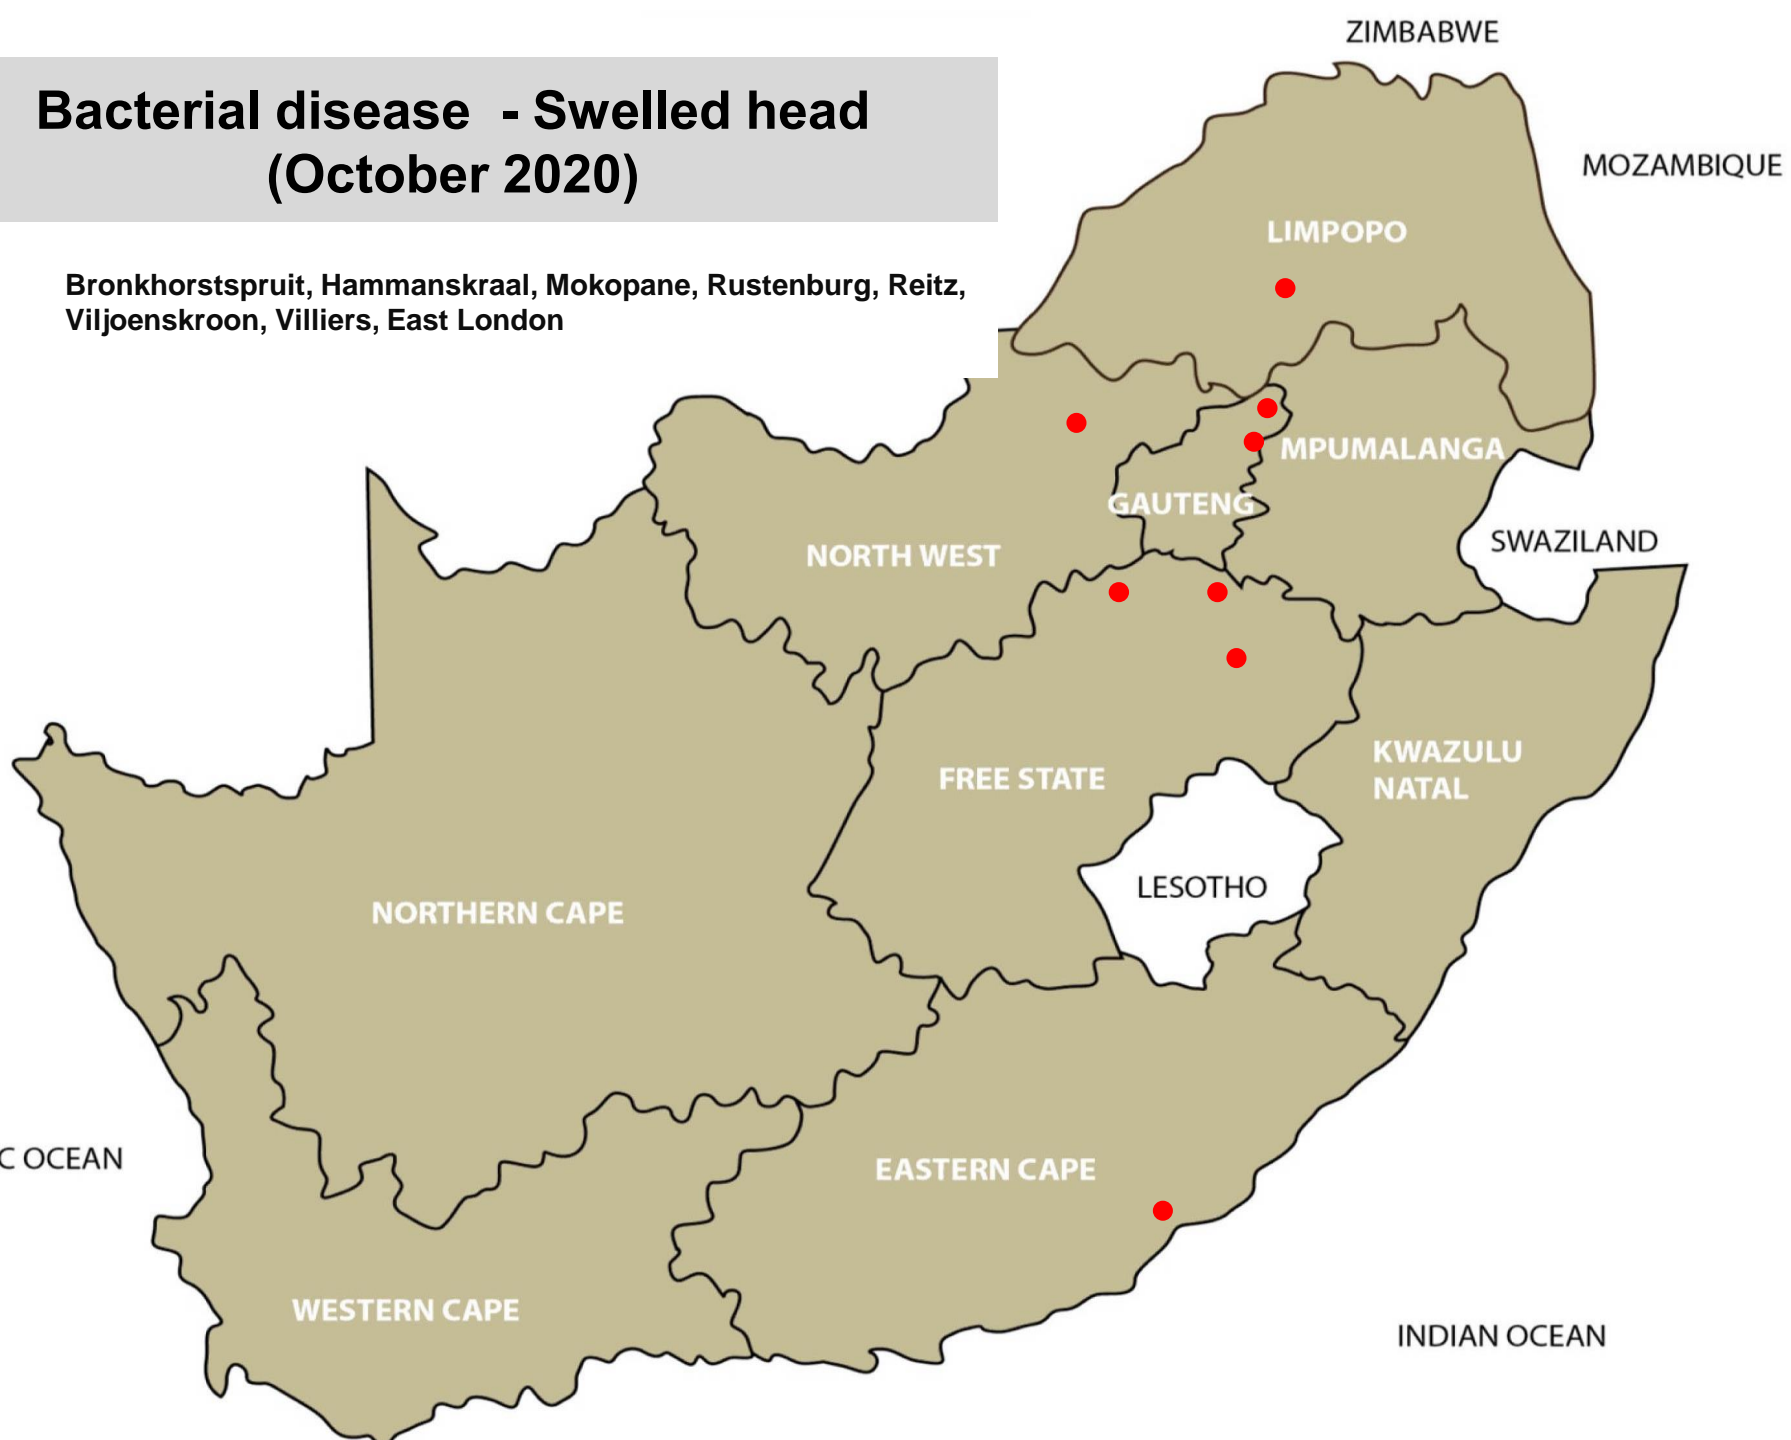 ZIMBABWE
Bacterial disease - Swelled head
(October 2020)
MOZAMBIQUE
LIMPOPO
Bronkhorstspruit, Hammanskraal, Mokopane, Rustenburg, Reitz,
Viljoenskroon, Villiers, East London
MPUMALANGA
GAUTENG
NORTH WEST
SWAZILAND
KWAZULU
NATAL
FREE STATE
LESOTHO
NORTHERN CAPE
C OCEAN
EASTERN CAPE
WESTERN CAPE
INDIAN OCEAN